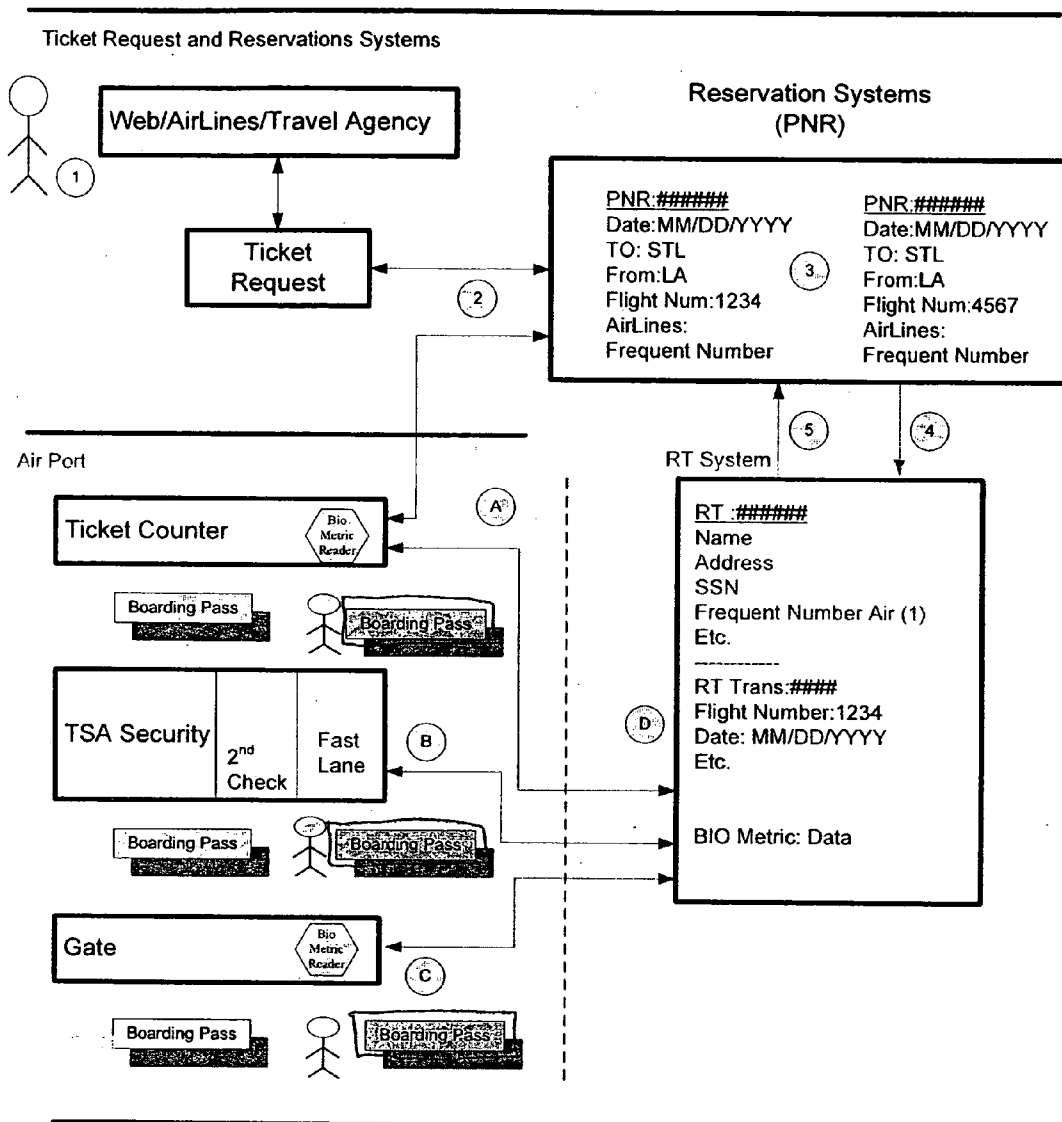 Ticket Request and Reservations Systems
Web/AirLines/Travel Agency
1
Ticket
Request
2
Reservation Systems
(PNR)
PNR:######
Date:MM/DD/YYYY
TO: STL
From:LA
Flight Num:1234
AirLines:
Frequent Number
3
PNR:######
Date:MM/DD/YYYY
TO: STL
From:LA
Flight Num:4567
AirLines:
Frequent Number
5
4
Air Port
RT System
A
Ticket Counter
Bio
Metric
Reader
Boarding Pass
Boarding Pass
TSA Security
2nd
Check
Fast
Lane
B
Boarding Pass
Boarding Pass
Gate
Bio
Metric
Reader
C
Boarding Pass
Boarding Pass
D
RT :######
Name
Address
SSN
Frequent Number Air (1)
Etc.
------------
RT Trans:####
Flight Number:1234
Date: MM/DD/YYYY
Etc.
BIO Metric: Data